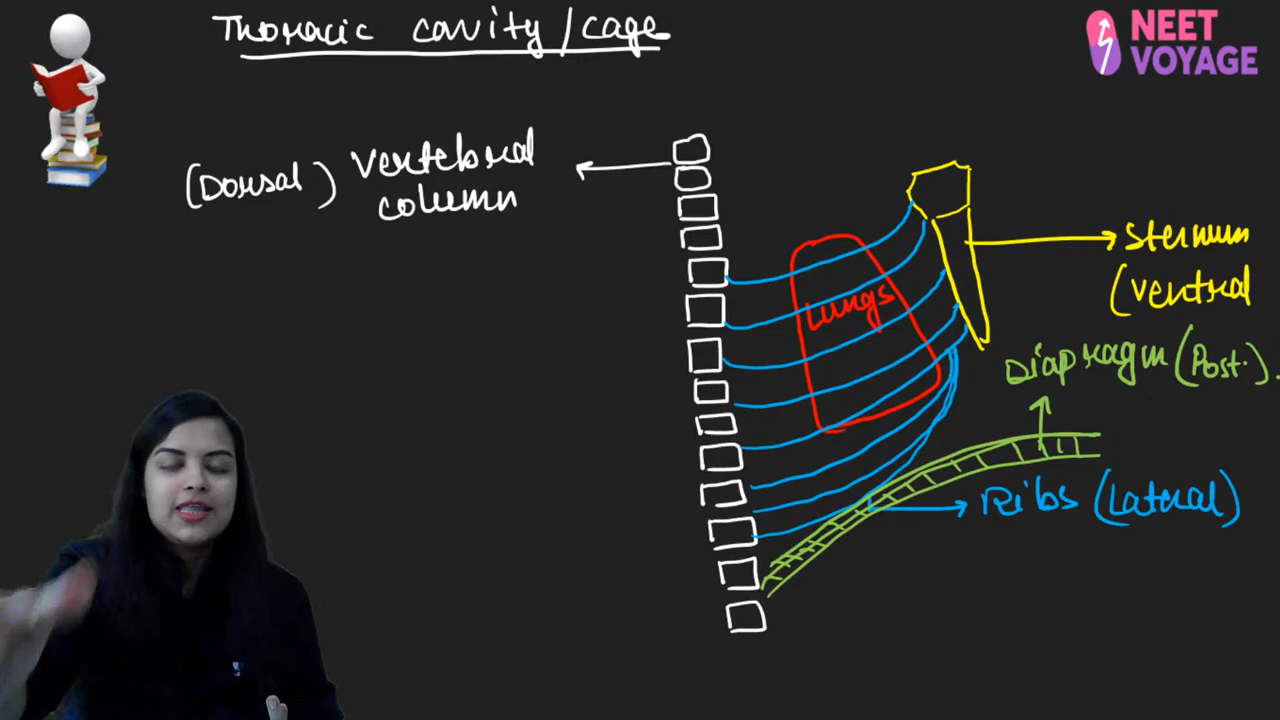 Thoracic cavity/cage
NEET
VOYAGE
(Dorsal) Vertebral
column
Sternum
(ventral
Lungs
Diaphragm (Post.).
Ribs (Lateral)